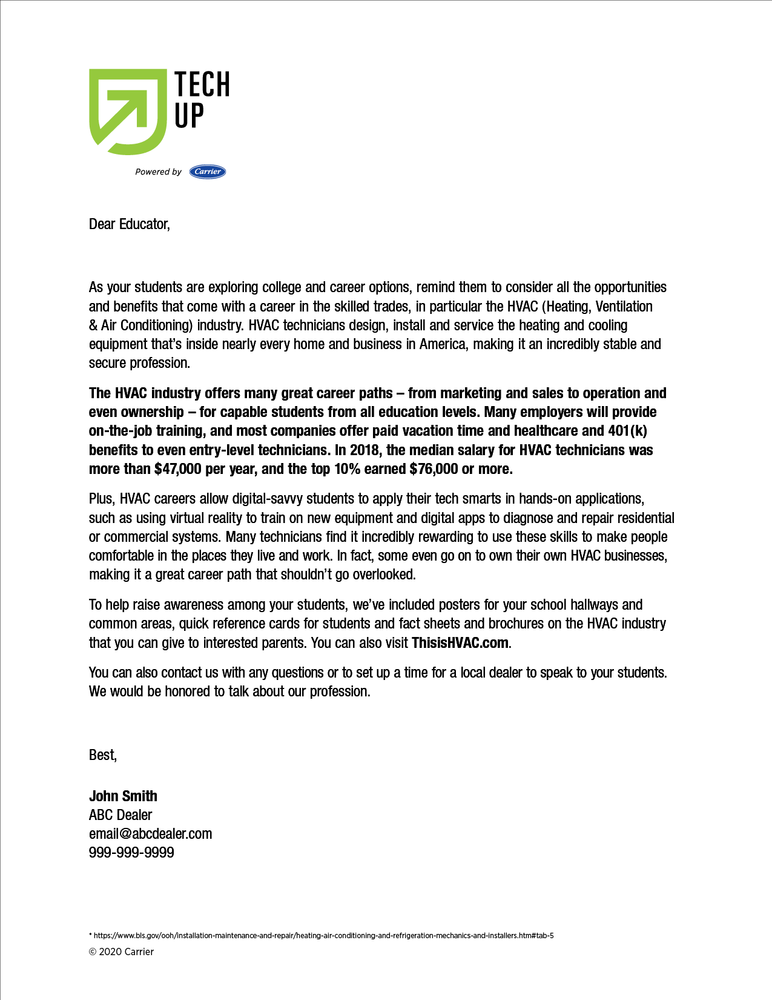 TECH
UP
Powered by Carrier
Dear Educator,
As your students are exploring college and career options, remind them to consider all the opportunities
and benefits that come with a career in the skilled trades, in particular the HVAC (Heating, Ventilation
& Air Conditioning) industry. HVAC technicians design, install and service the heating and cooling
equipment that’s inside nearly every home and business in America, making it an incredibly stable and
secure profession.
The HVAC industry offers many great career paths – from marketing and sales to operation and
even ownership – for capable students from all education levels. Many employers will provide
on-the-job training, and most companies offer paid vacation time and healthcare and 401(k)
benefits to even entry-level technicians. In 2018, the median salary for HVAC technicians was
more than $47,000 per year, and the top 10% earned $76,000 or more.
Plus, HVAC careers allow digital-savvy students to apply their tech smarts in hands-on applications,
such as using virtual reality to train on new equipment and digital apps to diagnose and repair residential
or commercial systems. Many technicians find it incredibly rewarding to use these skills to make people
comfortable in the places they live and work. In fact, some even go on to own their own HVAC businesses,
making it a great career path that shouldn’t go overlooked.
To help raise awareness among your students, we’ve included posters for your school hallways and
common areas, quick reference cards for students and fact sheets and brochures on the HVAC industry
that you can give to interested parents. You can also visit ThisisHVAC.com.
You can also contact us with any questions or to set up a time for a local dealer to speak to your students.
We would be honored to talk about our profession.
Best,
John Smith
ABC Dealer
email@abcdealer.com
999-999-9999
* https://www.bls.gov/ooh/installation-maintenance-and-repair/heating-air-conditioning-and-refrigeration-mechanics-and-installers.htm#tab-5
© 2020 Carrier